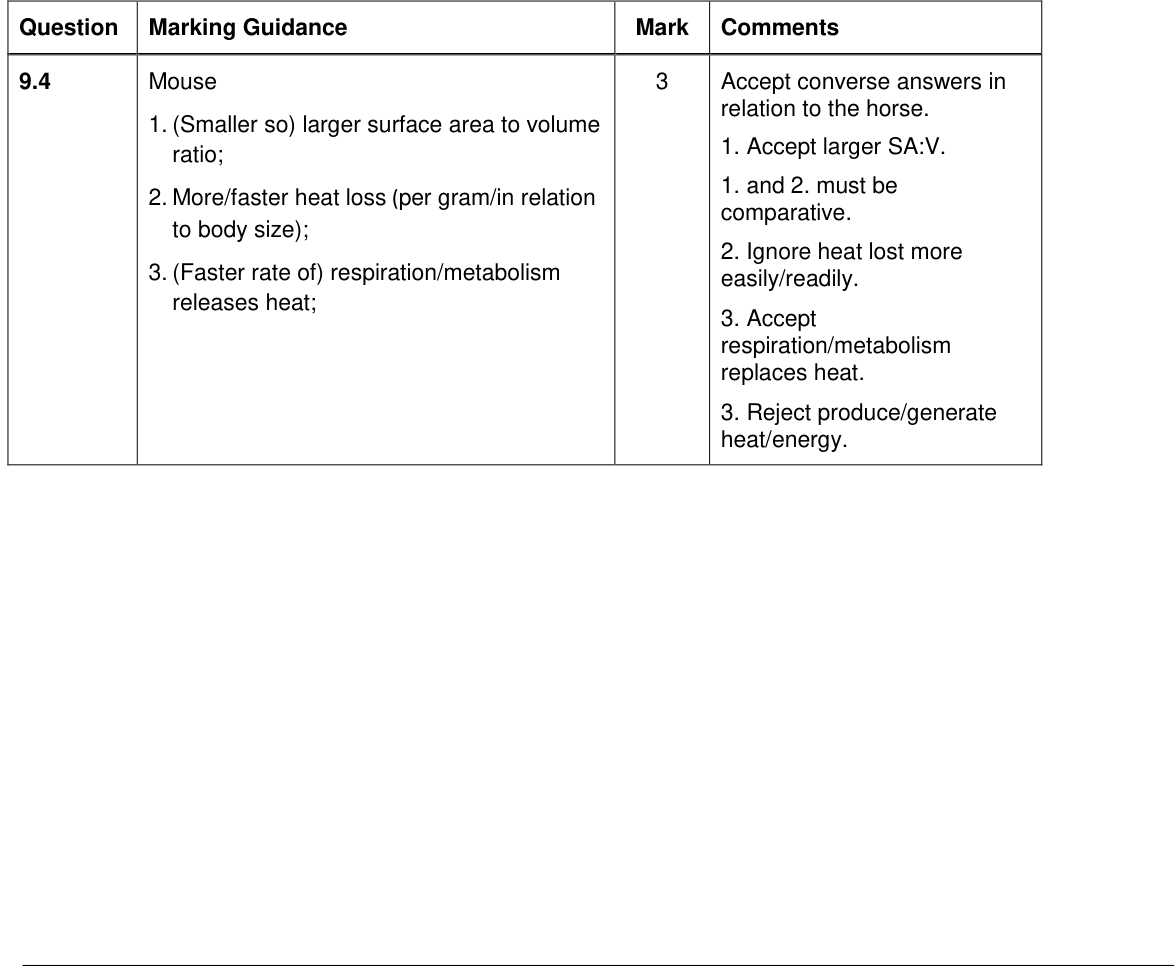 Question Marking Guidance Mark Comments
9.4 Mouse 3 Accept converse answers in
relation to the horse.
1. (Smaller so) larger surface area to volume
ratio;
1. Accept larger SA:V.
2. More/faster heat loss (per gram/in relation
to body size);
1. and 2. must be
comparative.
3. (Faster rate of) respiration/metabolism
releases heat;
2. Ignore heat lost more
easily/readily.
3. Accept
respiration/metabolism
replaces heat.
3. Reject produce/generate
heat/energy.